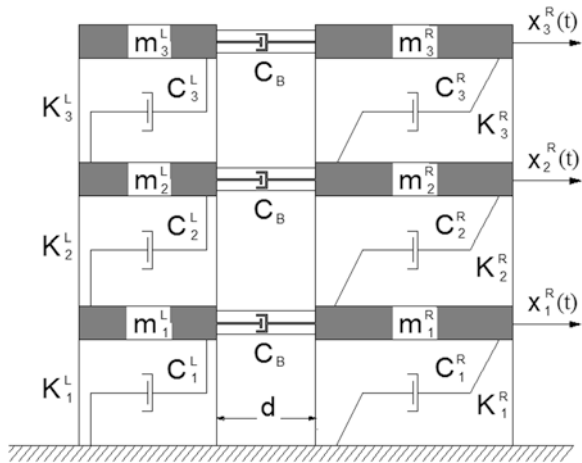 m₃ᴸ m₃ᴿ X₃ᴿ(t)
C_B
K₃ᴸ C₃ᴸ C₃ᴿ K₃ᴿ
m₂ᴸ m₂ᴿ X₂ᴿ(t)
C_B
K₂ᴸ C₂ᴸ C₂ᴿ K₂ᴿ
m₁ᴸ m₁ᴿ X₁ᴿ(t)
C_B
K₁ᴸ C₁ᴸ d C₁ᴿ K₁ᴿ